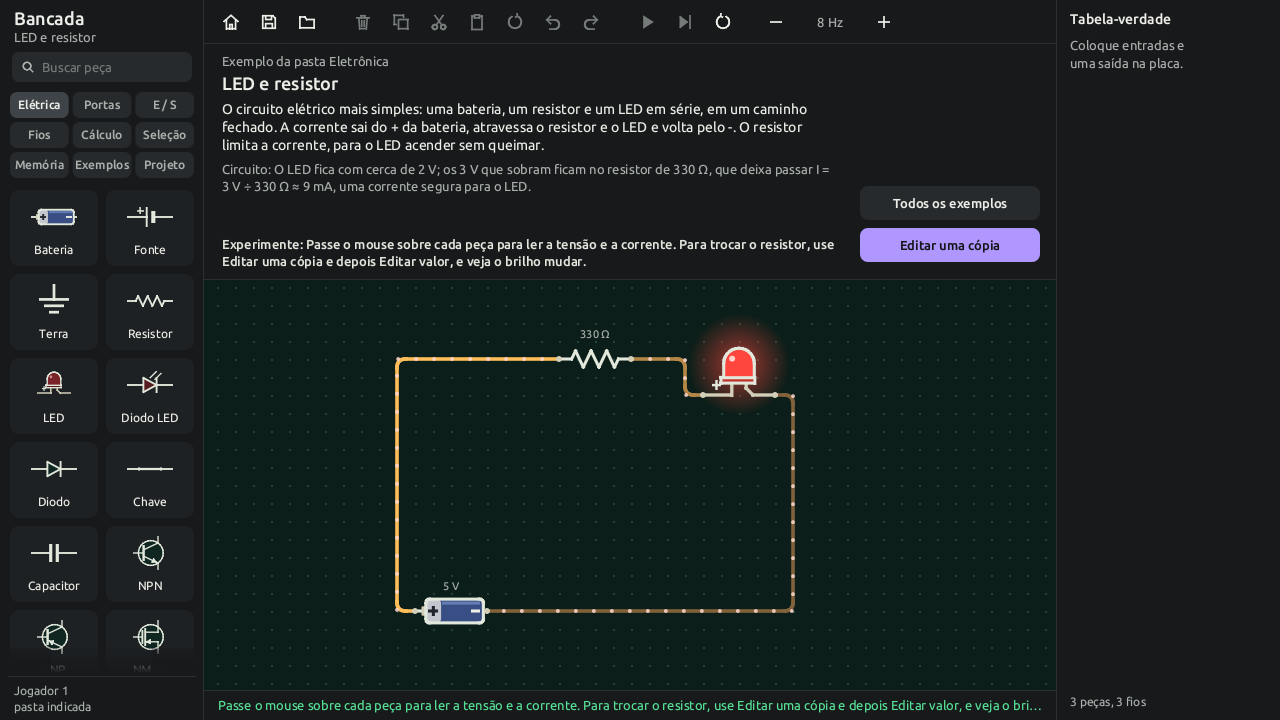 Bancada
LED e resistor
Buscar peça
Elétrica
Portas
E / S
Fios
Cálculo
Seleção
Memória
Exemplos
Projeto
Bateria
Fonte
Terra
Resistor
LED
Diodo LED
Diodo
Chave
Capacitor
NPN
Jogador 1
pasta indicada
8 Hz
Exemplo da pasta Eletrônica
LED e resistor
O circuito elétrico mais simples: uma bateria, um resistor e um LED em série, em um caminho
fechado. A corrente sai do + da bateria, atravessa o resistor e o LED e volta pelo -. O resistor
limita a corrente, para o LED acender sem queimar.
Circuito: O LED fica com cerca de 2 V; os 3 V que sobram ficam no resistor de 330 Ω, que deixa passar I =
3 V ÷ 330 Ω ≈ 9 mA, uma corrente segura para o LED.
Experimente: Passe o mouse sobre cada peça para ler a tensão e a corrente. Para trocar o resistor, use
Editar uma cópia e depois Editar valor, e veja o brilho mudar.
Todos os exemplos
Editar uma cópia
330 Ω
5 V
Passe o mouse sobre cada peça para ler a tensão e a corrente. Para trocar o resistor, use Editar uma cópia e depois Editar valor, e veja o bri…
Tabela-verdade
Coloque entradas e
uma saída na placa.
3 peças, 3 fios